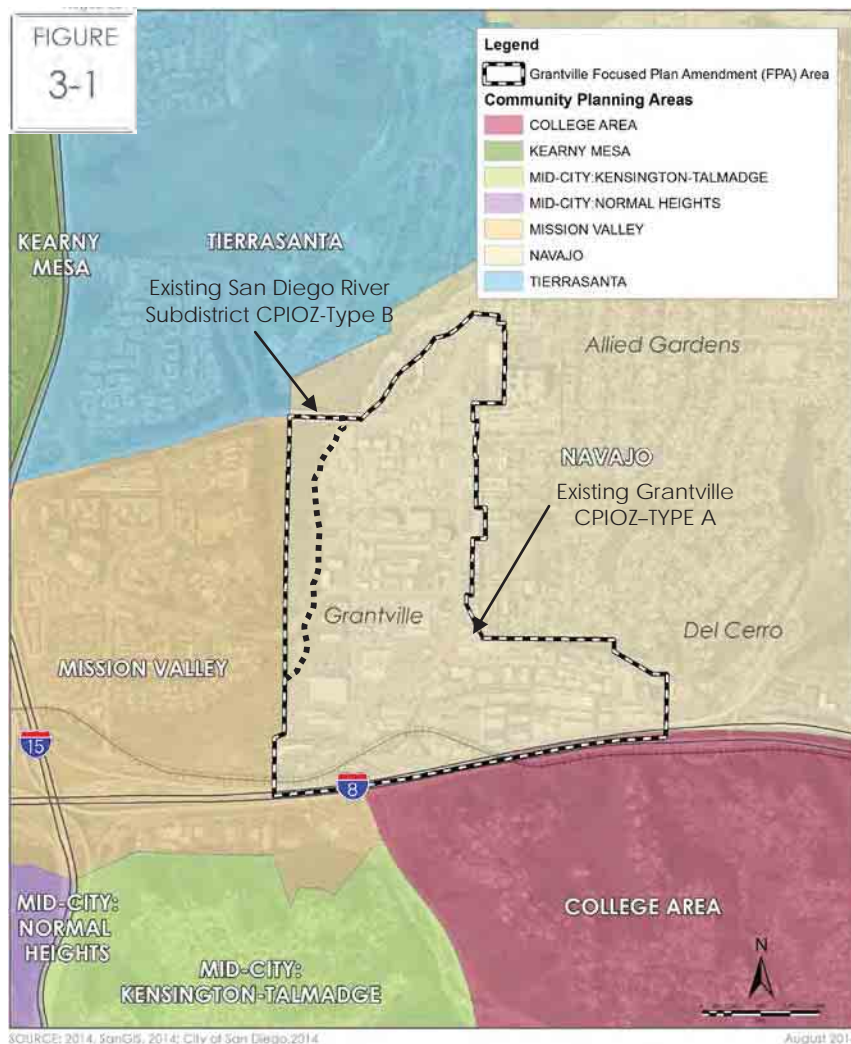 FIGURE
3-1
Legend
Grantville Focused Plan Amendment (FPA) Area
Community Planning Areas
COLLEGE AREA
KEARNY MESA
MID-CITY:KENSINGTON-TALMADGE
MID-CITY:NORMAL HEIGHTS
MISSION VALLEY
NAVAJO
TIERRASANTA
KEARNY
MESA
TIERRASANTA
Existing San Diego River
Subdistrict CPIOZ-Type B
Allied Gardens
NAVAJO
Existing Grantville
CPIOZ–TYPE A
Grantville
Del Cerro
MISSION VALLEY
15
8
MID-CITY:
NORMAL
HEIGHTS
COLLEGE AREA
MID-CITY:
KENSINGTON-TALMADGE
N
SOURCE: 2014, SanGIS, 2014; City of San Diego,2014
August 201